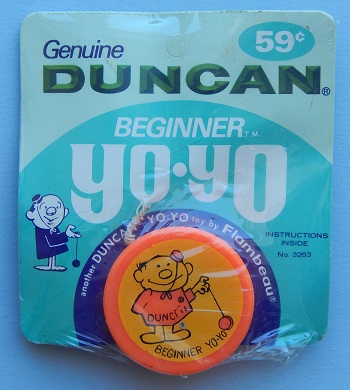 Genuine
59¢
DUNCAN®
BEGINNER T.M.
yo·yo
another DUNCAN YO YO toy by Flambeau®
INSTRUCTIONS
INSIDE
No. 3263
DUNCAN
BEGINNER YO-YO